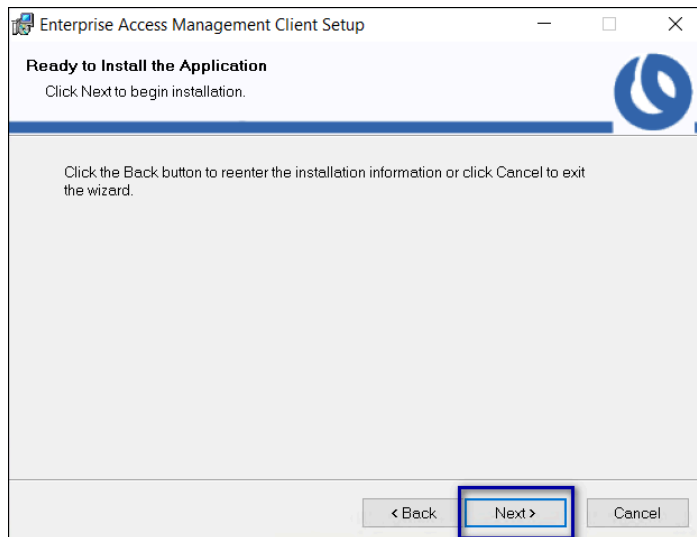 Enterprise Access Management Client Setup
Ready to Install the Application
Click Next to begin installation.
Click the Back button to reenter the installation information or click Cancel to exit
the wizard.
< Back Next > Cancel